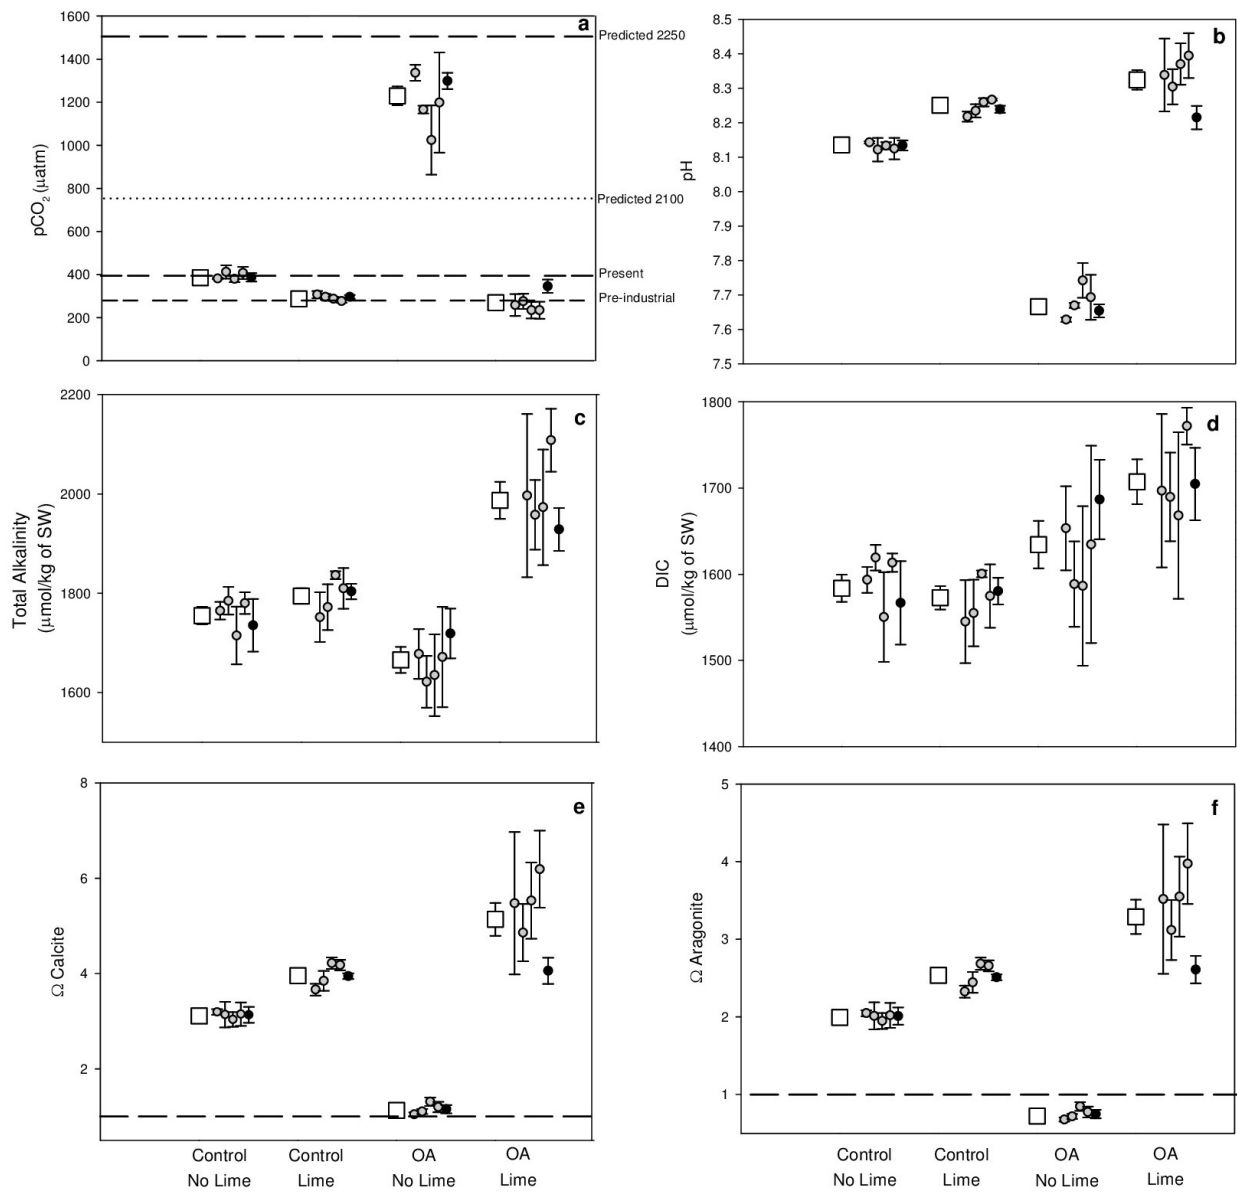 a
1600
1400
1200
1000
800
600
400
200
0
pCO2 (µatm)
Predicted 2250
Predicted 2100
Present
Pre-industrial
b
8.5
8.4
8.3
8.2
8.1
8.0
7.9
7.8
7.7
7.6
7.5
pH
c
2200
2000
1800
1600
Total Alkalinity
(µmol/kg of SW)
d
1800
1700
1600
1500
1400
DIC
(µmol/kg of SW)
e
8
6
4
2
Ω Calcite
Control
No Lime
Control
Lime
OA
No Lime
OA
Lime
f
5
4
3
2
1
Ω Aragonite
Control
No Lime
Control
Lime
OA
No Lime
OA
Lime